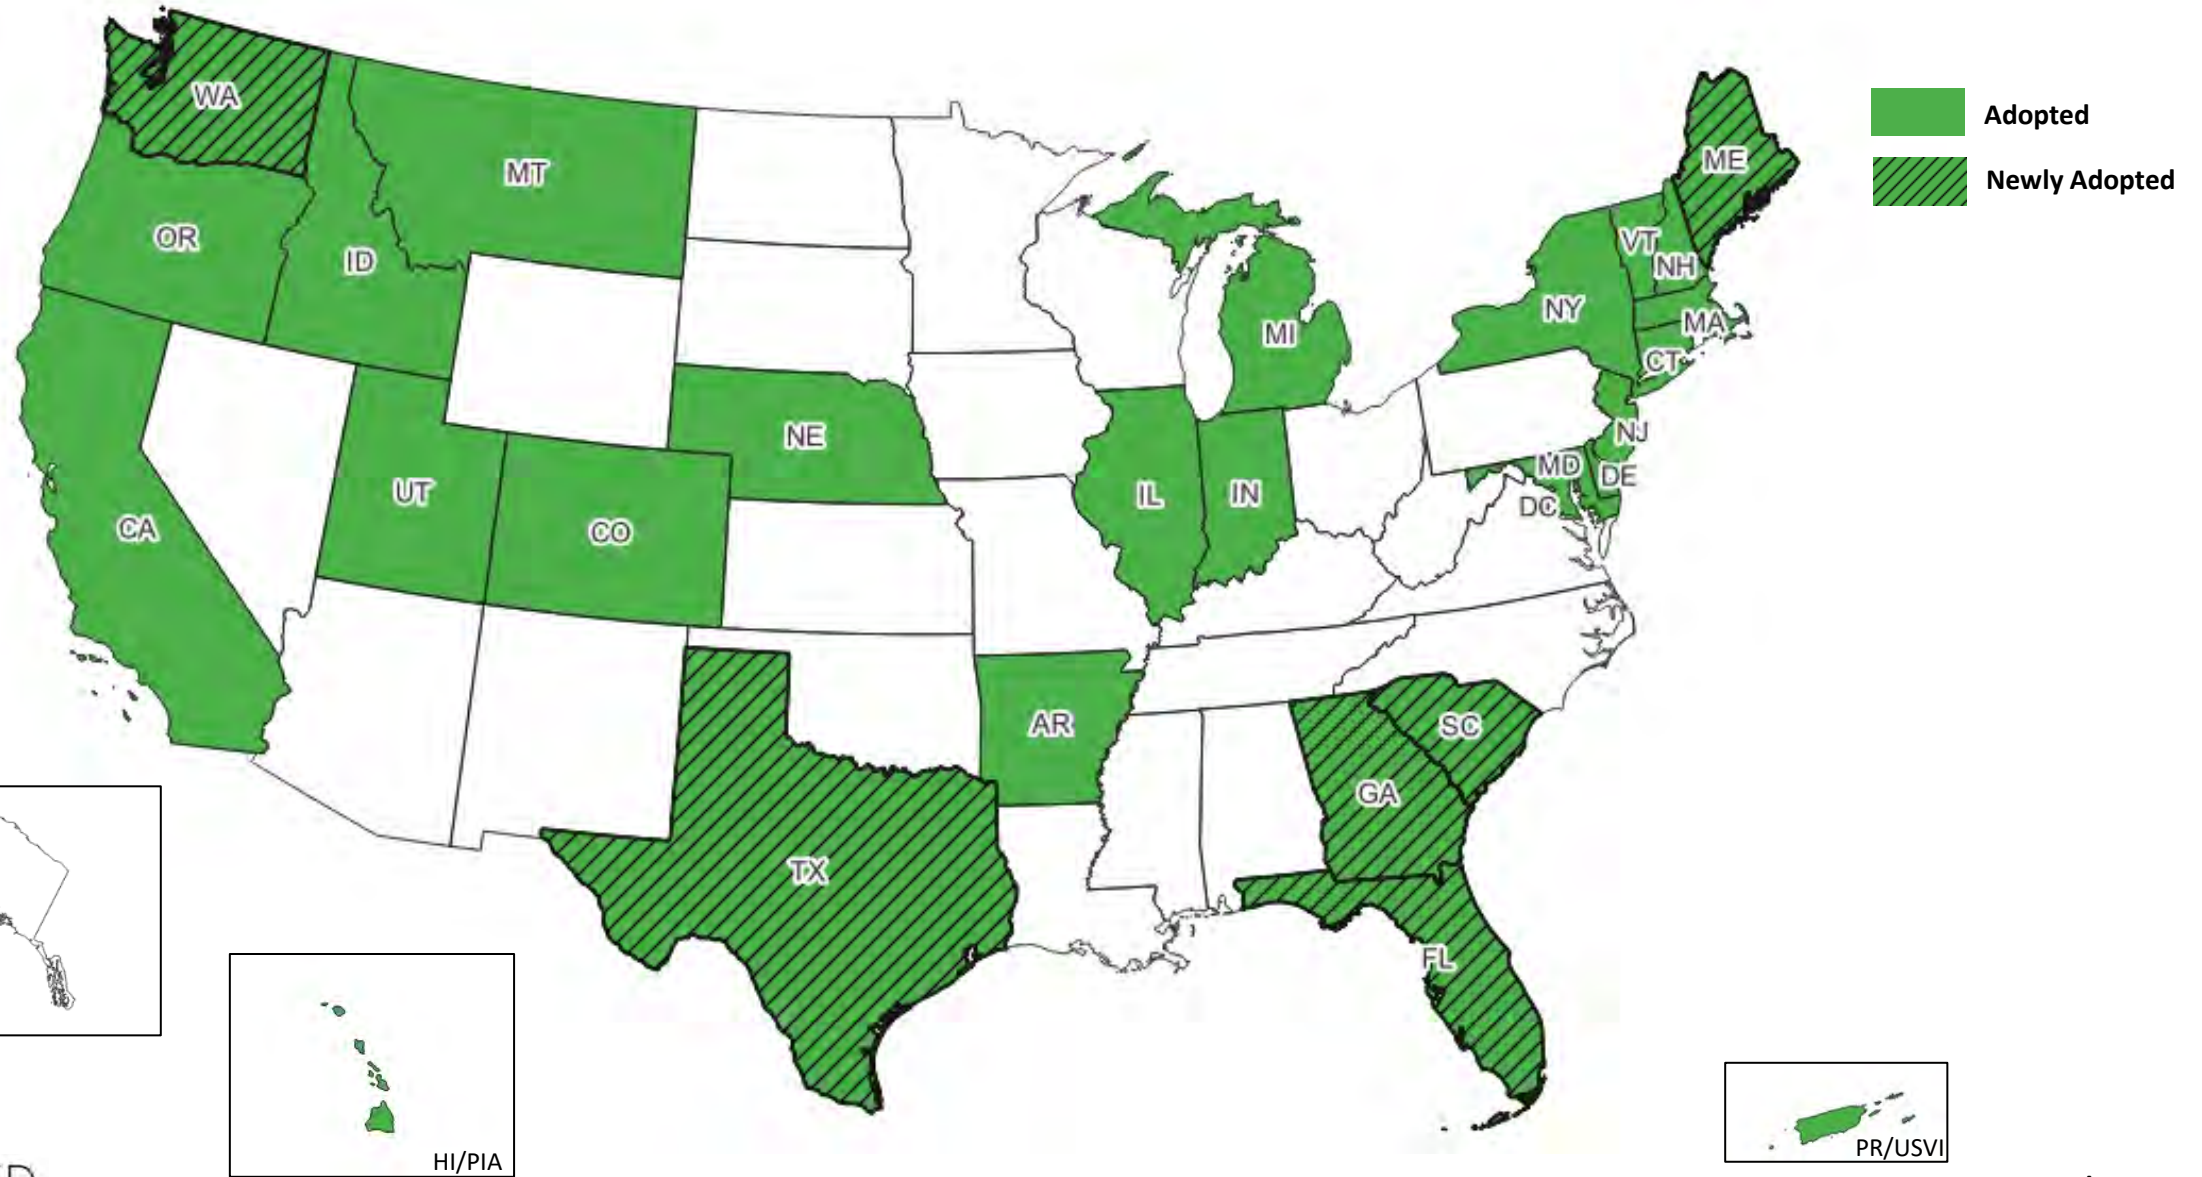 WA
Adopted
ME
MT
Newly Adopted
OR
VT
ID
NH
NY
MA
MI
CT
NE
NJ
MD
DE
UT
IL
IN
DC
CA
CO
AR
SC
GA
TX
FL
HI/PIA
PR/USVI